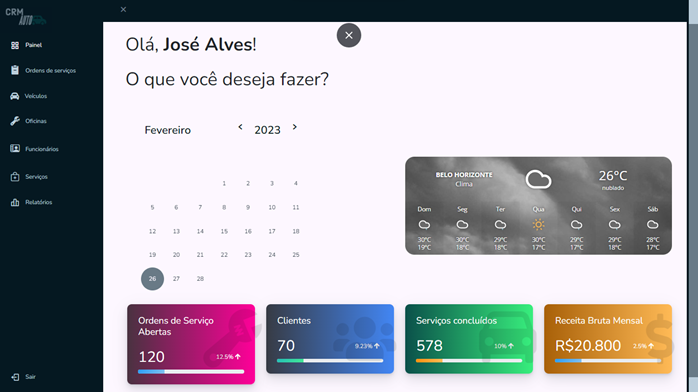 CRM
AUTO
Painel
Ordens de serviços
Veículos
Oficinas
Funcionários
Serviços
Relatórios
Sair
Olá, José Alves!
O que você deseja fazer?
Fevereiro
2023
1 2 3 4
5 6 7 8 9 10 11
12 13 14 15 16 17 18
19 20 21 22 23 24 25
26 27 28
BELO HORIZONTE
Clima
26°C
nublado
Dom Seg Ter Qua Qui Sex Sáb
30°C 30°C 29°C 30°C 29°C 29°C 28°C
19°C 18°C 18°C 17°C 17°C 18°C 17°C
Ordens de Serviço
Abertas
120
12.5%
Clientes
70
9.23%
Serviços concluídos
578
10%
Receita Bruta Mensal
R$20.800
2.5%